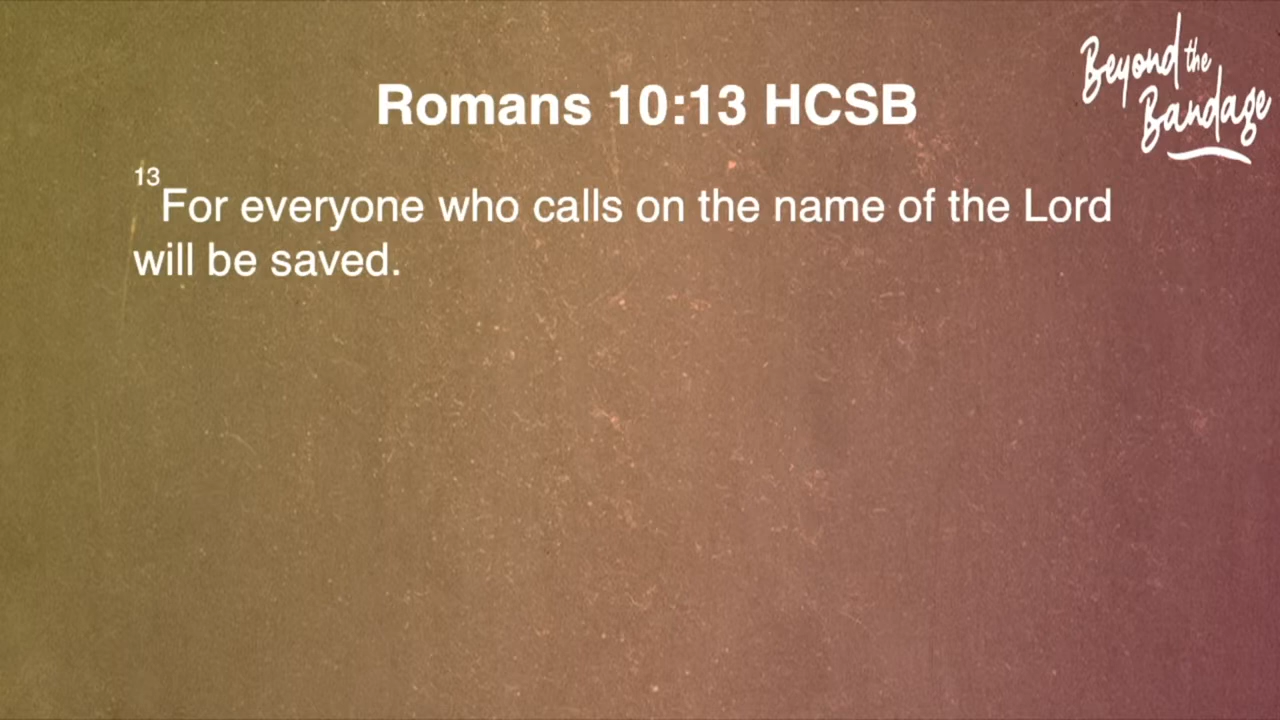 Beyond the
Bandage
Romans 10:13 HCSB
13For everyone who calls on the name of the Lord
will be saved.